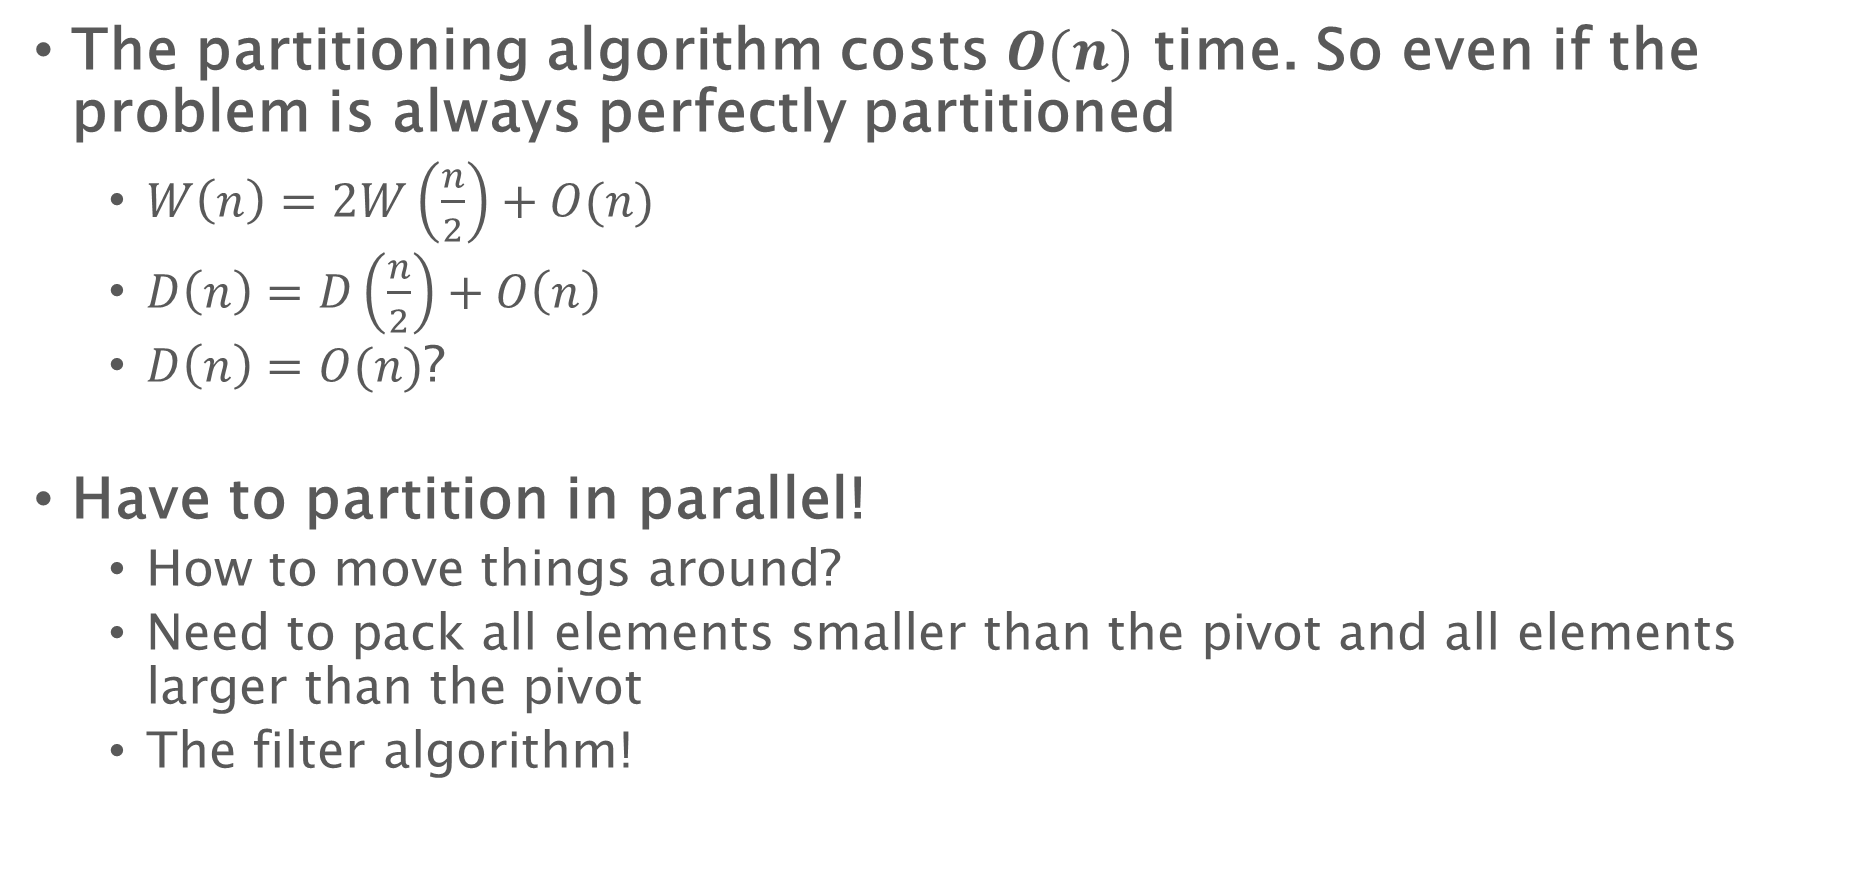 • The partitioning algorithm costs O(n) time. So even if the
problem is always perfectly partitioned
• W(n) = 2W(n/2) + O(n)
• D(n) = D(n/2) + O(n)
• D(n) = O(n)?
• Have to partition in parallel!
• How to move things around?
• Need to pack all elements smaller than the pivot and all elements
larger than the pivot
• The filter algorithm!